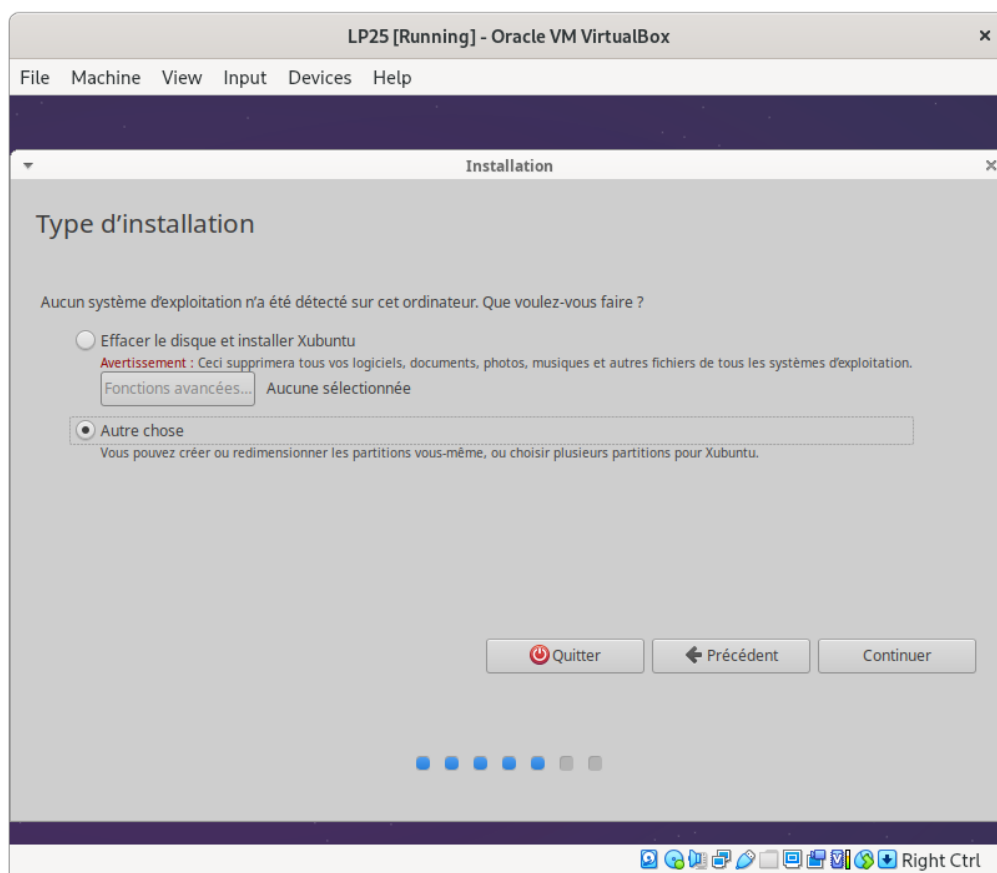 LP25 [Running] - Oracle VM VirtualBox
File Machine View Input Devices Help
Installation
Type d'installation
Aucun système d'exploitation n'a été détecté sur cet ordinateur. Que voulez-vous faire ?
Effacer le disque et installer Xubuntu
Avertissement : Ceci supprimera tous vos logiciels, documents, photos, musiques et autres fichiers de tous les systèmes d'exploitation.
Fonctions avancées... Aucune sélectionnée
Autre chose
Vous pouvez créer ou redimensionner les partitions vous-même, ou choisir plusieurs partitions pour Xubuntu.
Quitter Précédent Continuer
Right Ctrl